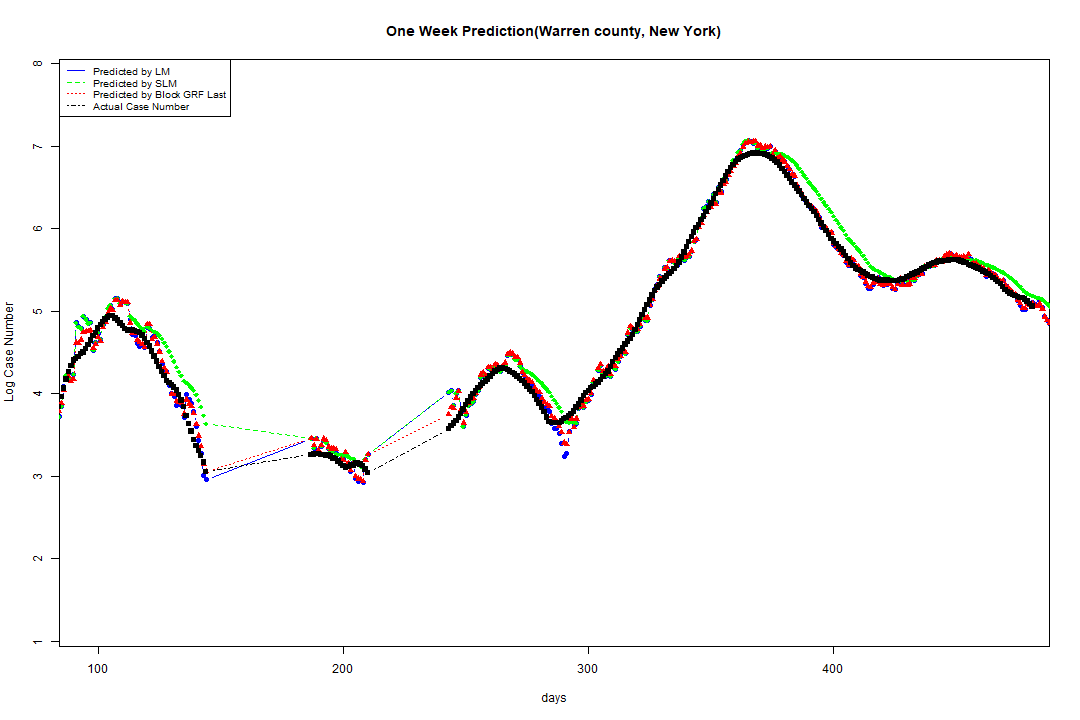 One Week Prediction(Warren county, New York)
Predicted by LM
Predicted by SLM
Predicted by Block GRF Last
Actual Case Number
8
7
6
5
4
3
2
1
Log Case Number
100 200 300 400
days